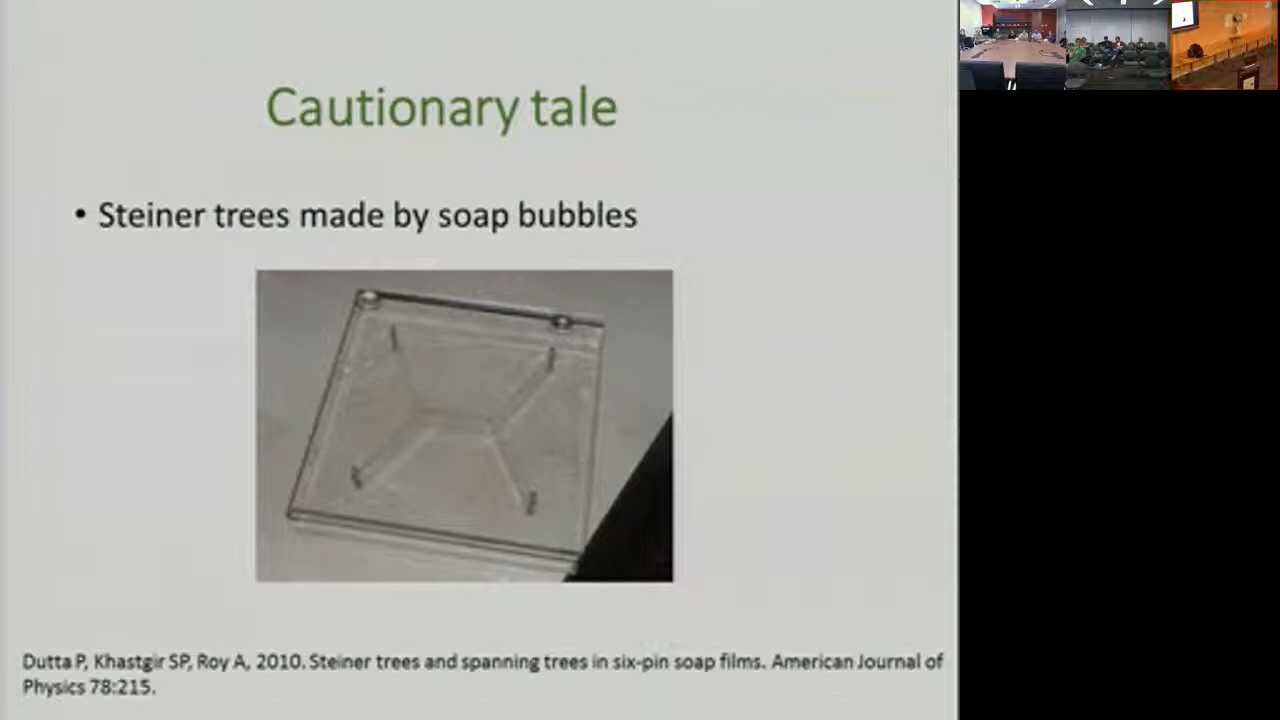 Cautionary tale
• Steiner trees made by soap bubbles
Dutta P, Khastgir SP, Roy A, 2010. Steiner trees and spanning trees in six-pin soap films. American Journal of
Physics 78:215.